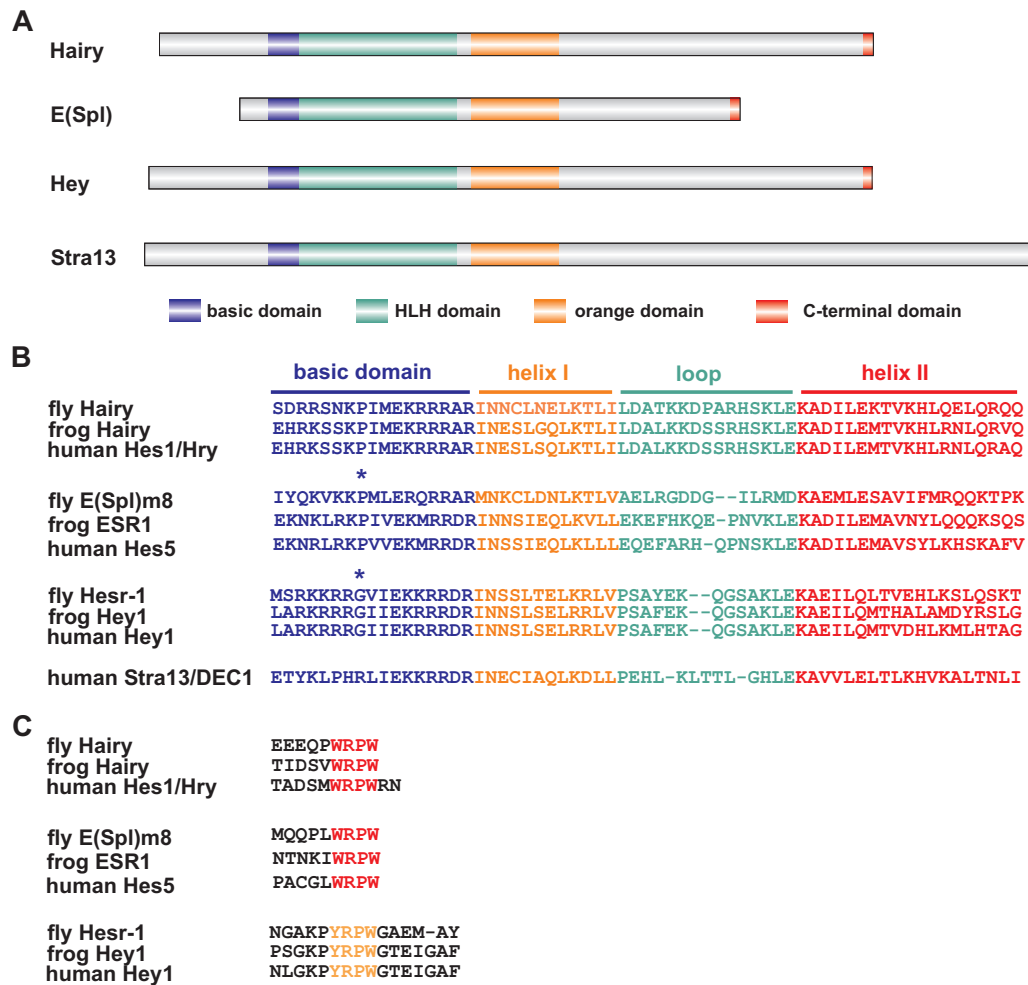 A
Hairy
E(Spl)
Hey
Stra13
basic domain HLH domain orange domain C-terminal domain
B
basic domain helix I loop helix II
fly Hairy SDRRSNKPIMEKRRRARINNCLNELKTLILDATKKDPARHSKLEKADILEKTVKHLQELQRQQ
frog Hairy EHRKSSKPIMEKRRRARINESLGQLKTLILDALKKDSSRHSKLEKADILEMTVKHLRNLQRVQ
human Hes1/Hry EHRKSSKPIMEKRRRARINESLSQLKTLILDALKKDSSRHSKLEKADILEMTVKHLRNLQRAQ
*
fly E(Spl)m8 IYQKVKKPMLERQRRARMNKCLDNLKTLVAELRGDDG--ILRMDKAEMLESAVIFMRQQKTPK
frog ESR1 EKNKLRKPIVEKMRRDRINNSIEQLKVLLEKEFHKQE-PNVKLEKADILEMAVNYLQQQKSQS
human Hes5 EKNRLRKPVVEKMRRDRINSSIEQLKLLLEQEFARH-QPNSKLEKADILEMAVSYLKHSKAFV
*
fly Hesr-1 MSRKKRRGVIEKKRRDRINSSLTELKRLVPSAYEK--QGSAKLEKAEILQLTVEHLKSLQSKT
frog Hey1 LARKRRRGIIEKRRRDRINNSLSELRRLVPSAFEK--QGSAKLEKAEILQMTHALAMDYRSLG
human Hey1 LARKRRRGIIEKRRRDRINNSLSELRRLVPSAFEK--QGSAKLEKAEILQMTVDHLKMLHTAG
human Stra13/DEC1 ETYKLPHRLIEKKRRDRINECIAQLKDLLPEHL-KLTTL-GHLEKAVVLELTLKHVKALTNLI
C
fly Hairy EEEQPWRPW
frog Hairy TIDSVWRPW
human Hes1/Hry TADSMWRPWRN
fly E(Spl)m8 MQQPLWRPW
frog ESR1 NTNKIWRPW
human Hes5 PACGLWRPW
fly Hesr-1 NGAKPYRPWGAEM-AY
frog Hey1 PSGKPYRPWGTEIGAF
human Hey1 NLGKPYRPWGTEIGAF